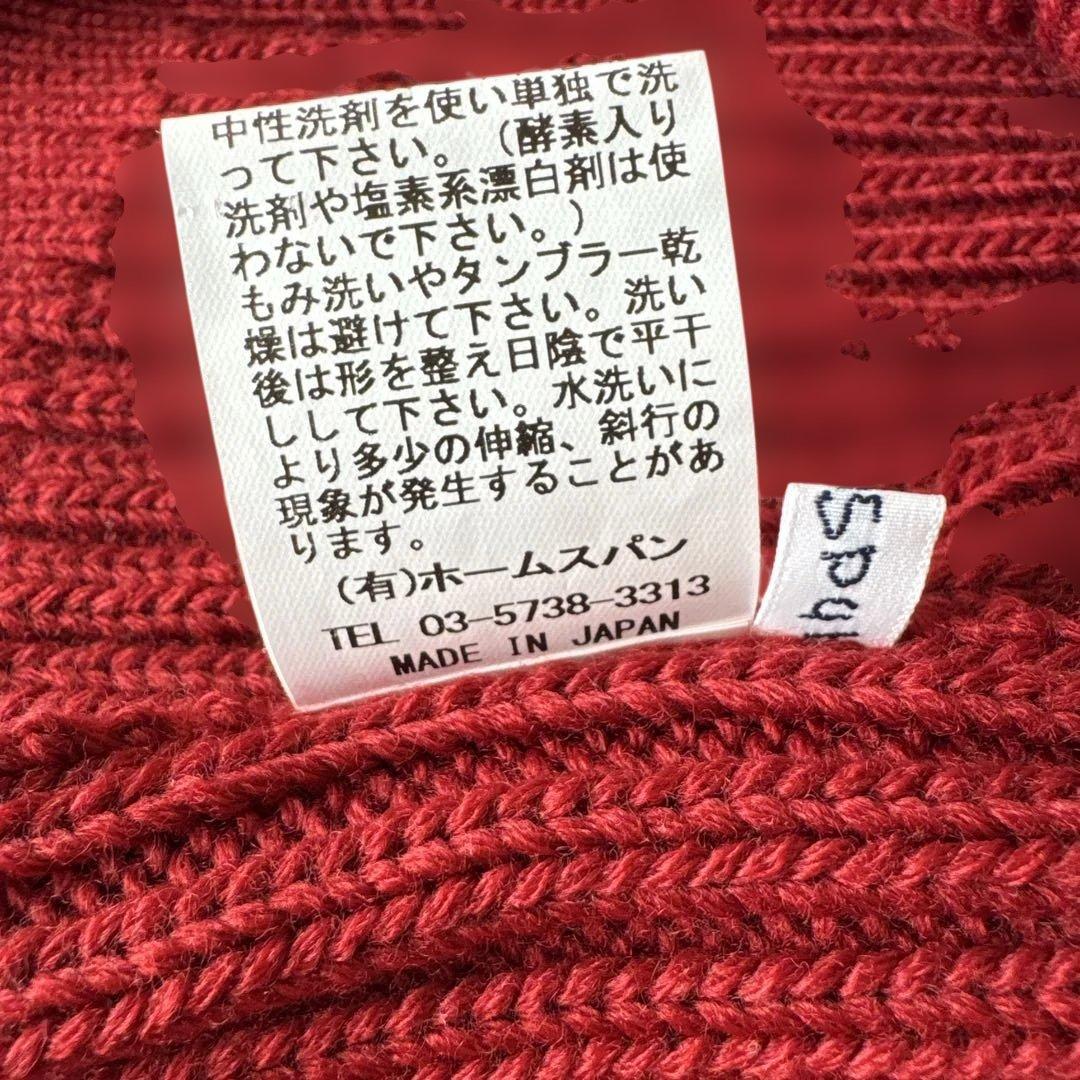 中性洗剤を使い単独で洗
って下さい。（酵素入り
洗剤や塩素系漂白剤は使
わないで下さい。）
もみ洗いやタンブラー乾
燥は避けて下さい。洗い
後は形を整え日陰で平干
しして下さい。水洗いに
より多少の伸縮、斜行の
現象が発生することがあ
ります。
(有)ホームスパン
TEL 03-5738-3313
MADE IN JAPAN